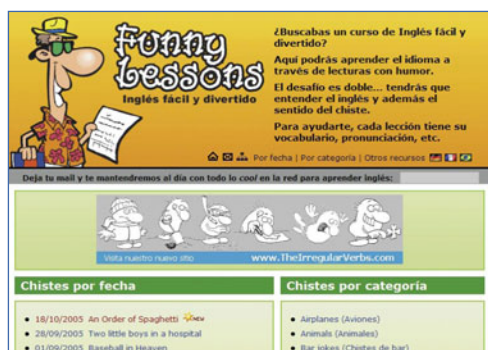 Funny
Lessons
Inglés fácil y divertido
¿Buscabas un curso de Inglés fácil y
divertido?
Aquí podrás aprender el idioma a
través de lecturas con humor.
El desafío es doble... tendrás que
entender el inglés y además el
sentido del chiste.
Para ayudarte, cada lección tiene su
vocabulario, pronunciación, etc.
Por fecha | Por categoría | Otros recursos
Deja tu mail y te mantendremos al día con todo lo cool en la red para aprender inglés:
Visita nuestro nuevo sitio www.TheIrregularVerbs.com
Chistes por fecha
18/10/2005 An Order of Spaghetti NEW
28/09/2005 Two little boys in a hospital
01/09/2005 Baseball in Heaven
Chistes por categoría
Airplanes (Aviones)
Animals (Animales)
Bar jokes (Chistes de bar)